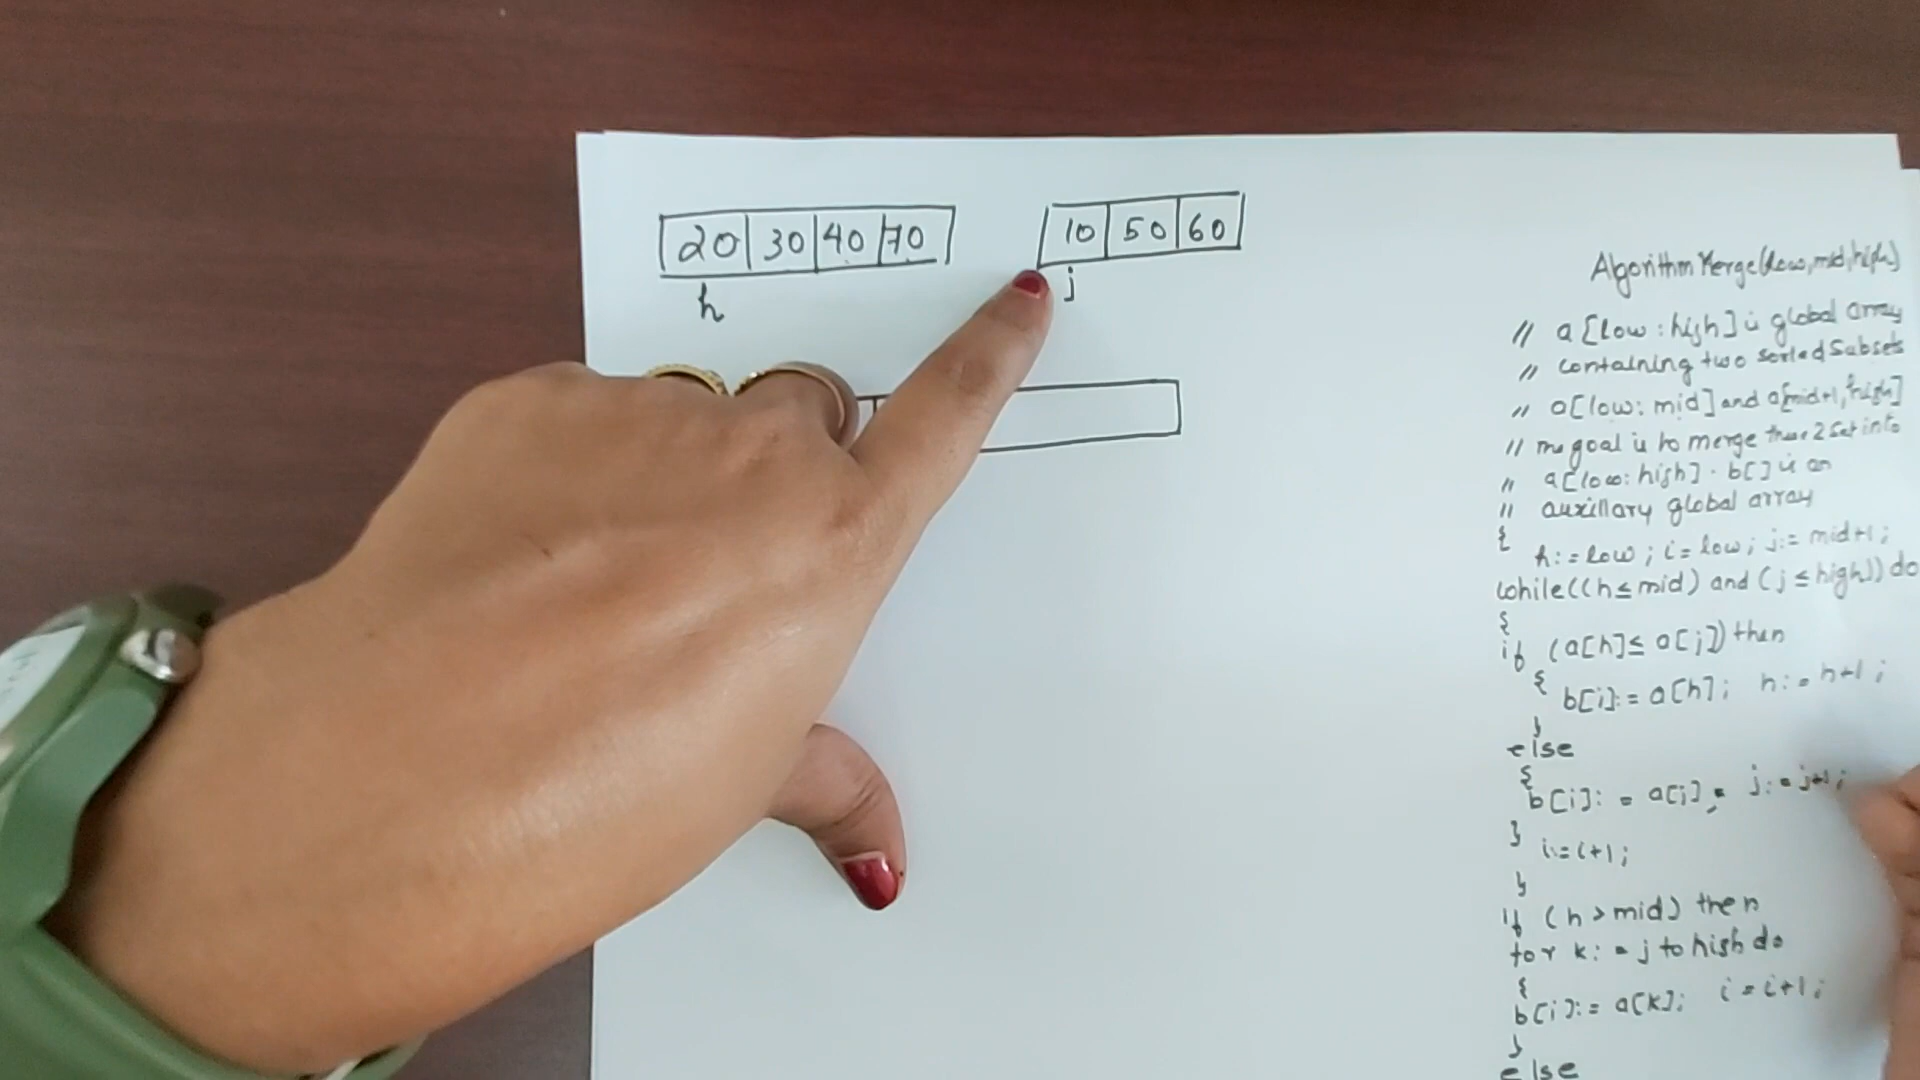 20 30 40 70 10 50 60
h j
Algorithm Merge(low, mid, high)
// a [low : high] is global array
// containing two sorted Subsets
// a[low: mid] and a[mid+1, high]
// the goal is to merge these 2 set into
// a[low: high] . b[] is an
// auxillary global array
{ h: = low ; i = low ; j: = mid+1 ;
while((h ≤ mid) and (j ≤ high)) do
{
if (a[h] ≤ a[j]) then
{ b[i]: = a[h] ; h: = h+1 ;
}
else
{
b[i]: = a[j] ; j: = j+1 ;
}
i: = i+1 ;
}
if (h > mid) then
for k: = j to high do
{
b[i]: = a[k] ; i = i+1 ;
}
else